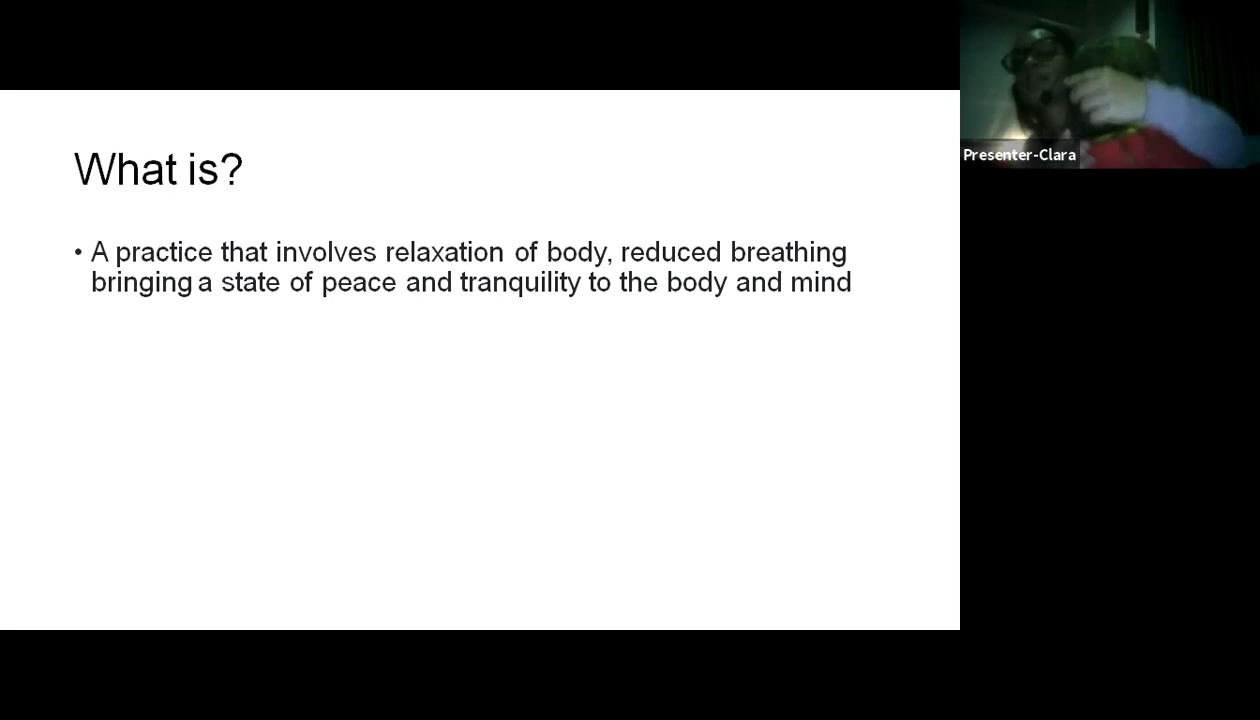 What is?
• A practice that involves relaxation of body, reduced breathing
bringing a state of peace and tranquility to the body and mind
Presenter-Clara